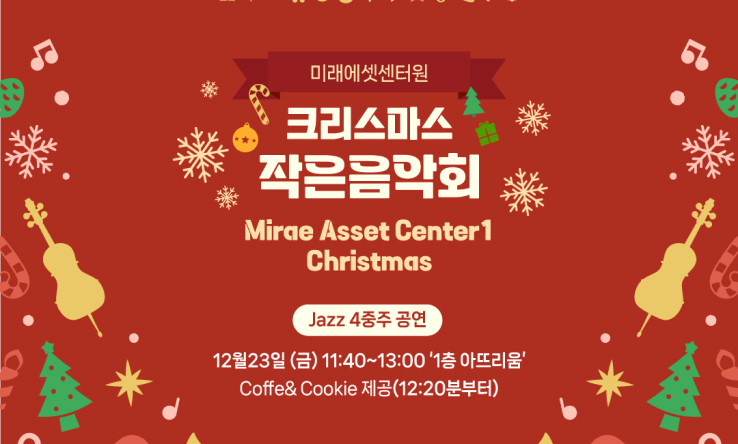 미래에셋센터원
크리스마스
작은음악회
Mirae Asset Center1
Christmas
Jazz 4중주 공연
12월23일 (금) 11:40~13:00 '1층 아뜨리움'
Coffe& Cookie 제공(12:20분부터)